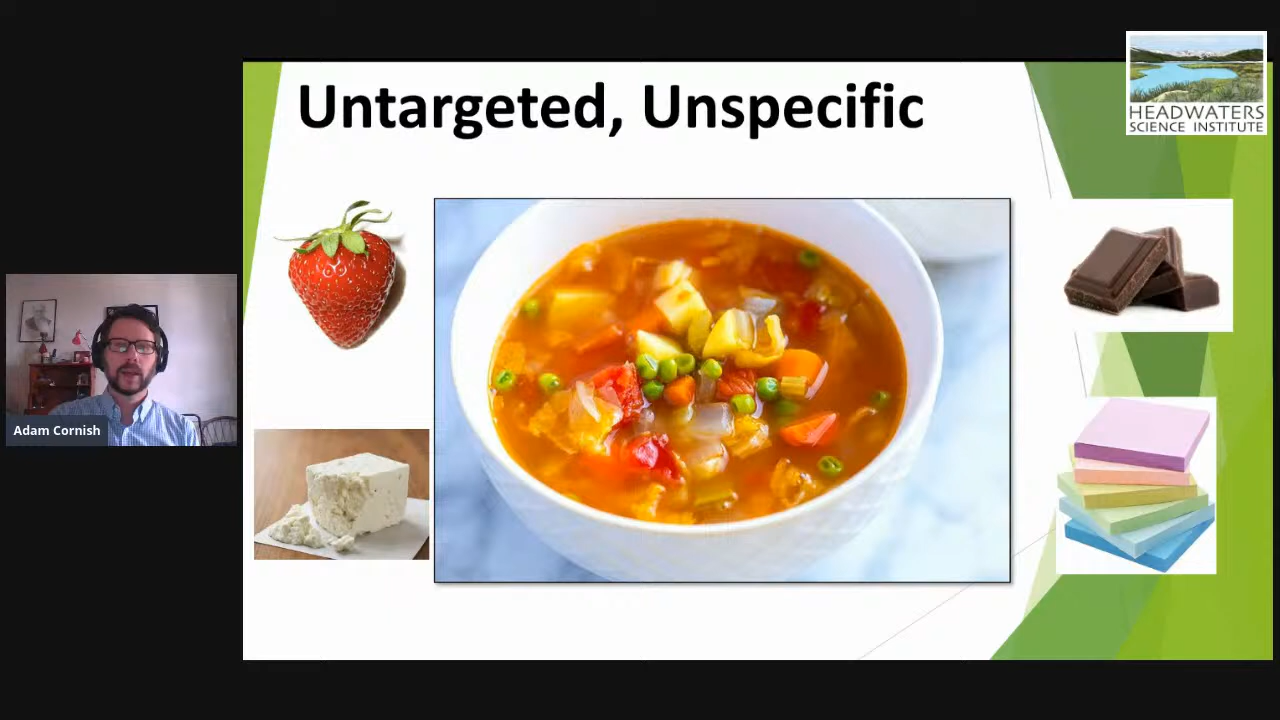 Untargeted, Unspecific
HEADWATERS
SCIENCE INSTITUTE
Adam Cornish